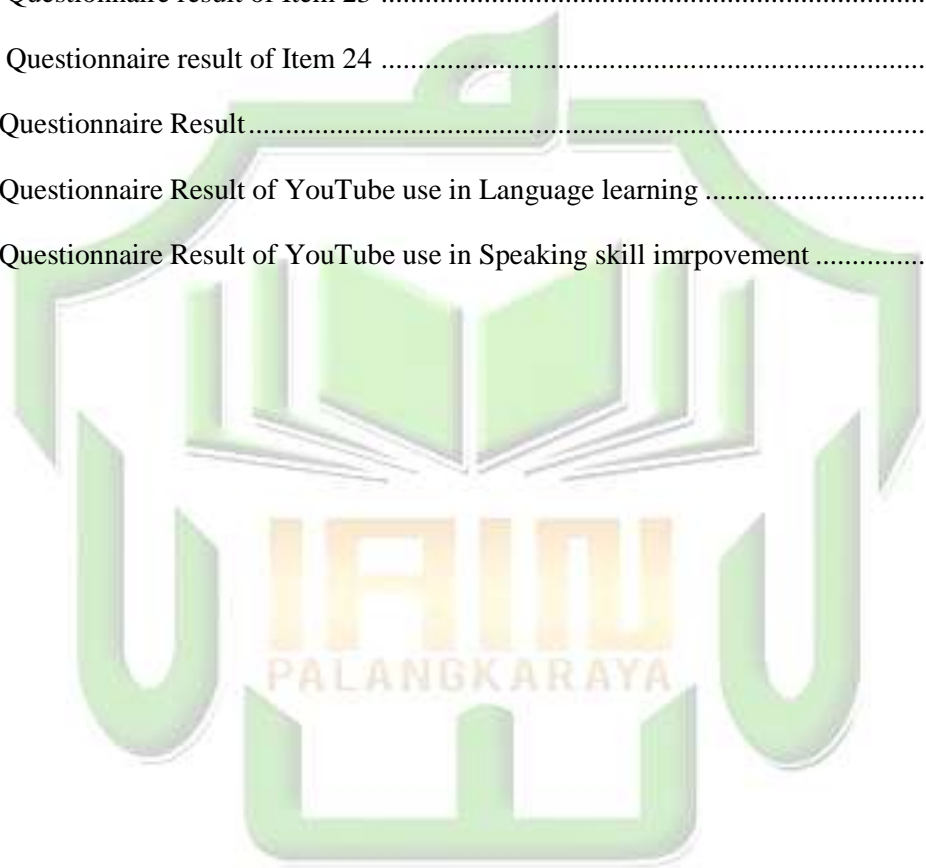 Questionnaire result of Item 23 ..........................................................................
Questionnaire result of Item 24 ..........................................................................
Questionnaire Result............................................................................................
Questionnaire Result of YouTube use in Language learning ..............................
Questionnaire Result of YouTube use in Speaking skill imrpovement ...............
IAIN
PALANGKARAYA